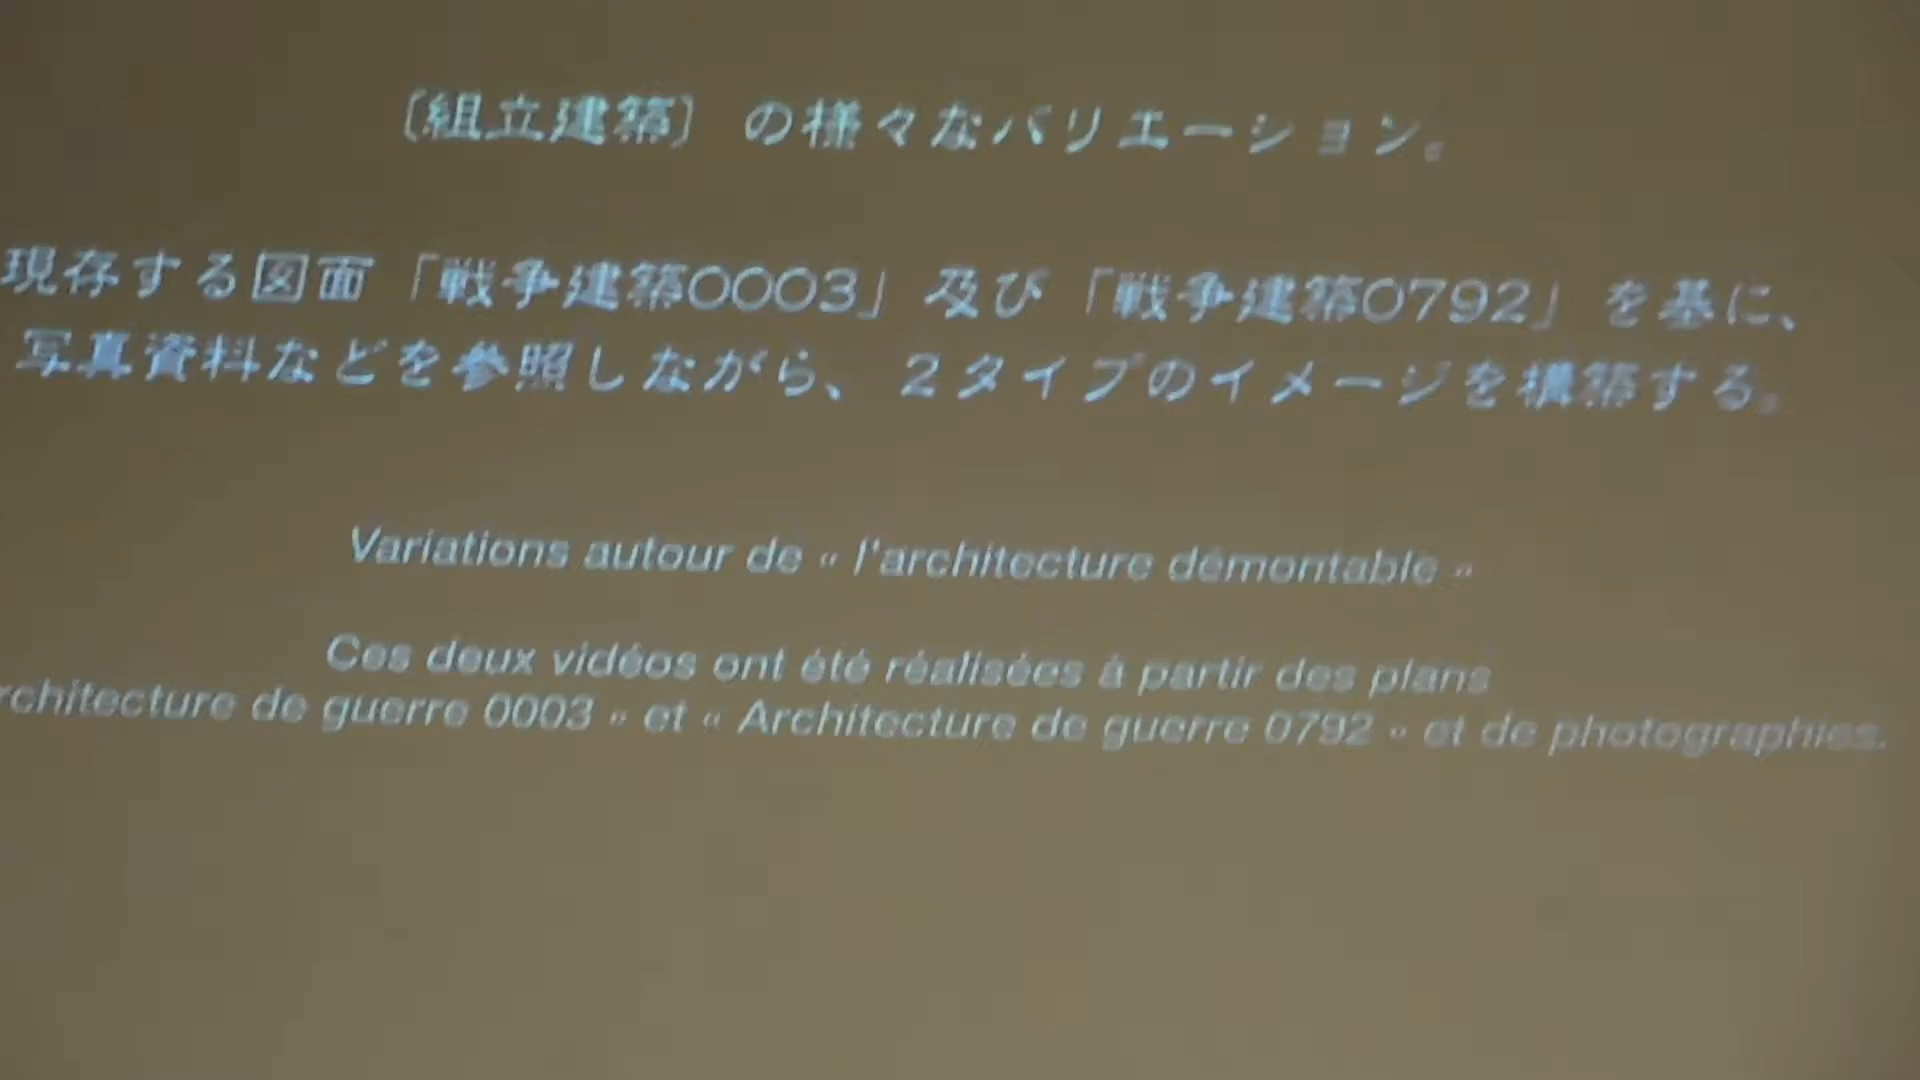 〔組立建築〕の様々なバリエーション。
現存する図面「戦争建築0003」及び「戦争建築0792」を基に、
写真資料などを参照しながら、2タイプのイメージを構築する。
Variations autour de « l'architecture démontable »
Ces deux vidéos ont été réalisées à partir des plans
rchitecture de guerre 0003 » et « Architecture de guerre 0792 » et de photographies.